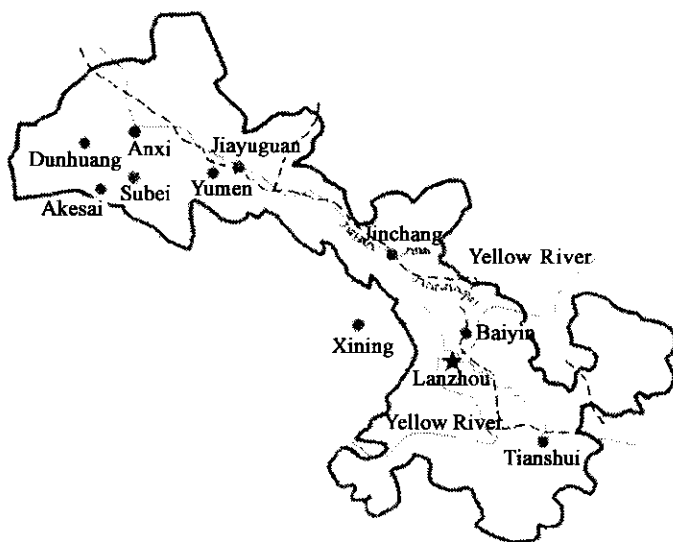 Anxi
Jiayuguan
Dunhuang
Subei
Yumen
Akesai
Jinchang
Yellow River
Xining
Baiyin
Lanzhou
Yellow River
Tianshui